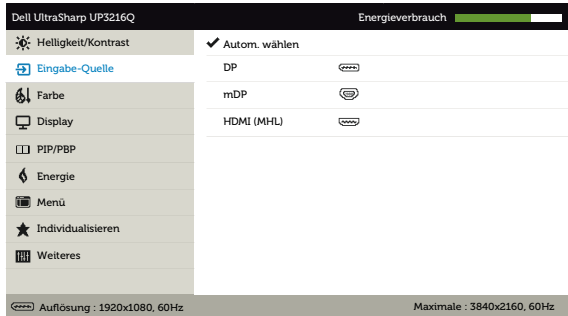 Dell UltraSharp UP3216Q Energieverbrauch
Helligkeit/Kontrast
Eingabe-Quelle
Farbe
Display
PIP/PBP
Energie
Menü
Individualisieren
Weiteres
Autom. wählen
DP
mDP
HDMI (MHL)
Auflösung : 1920x1080, 60Hz Maximale : 3840x2160, 60Hz